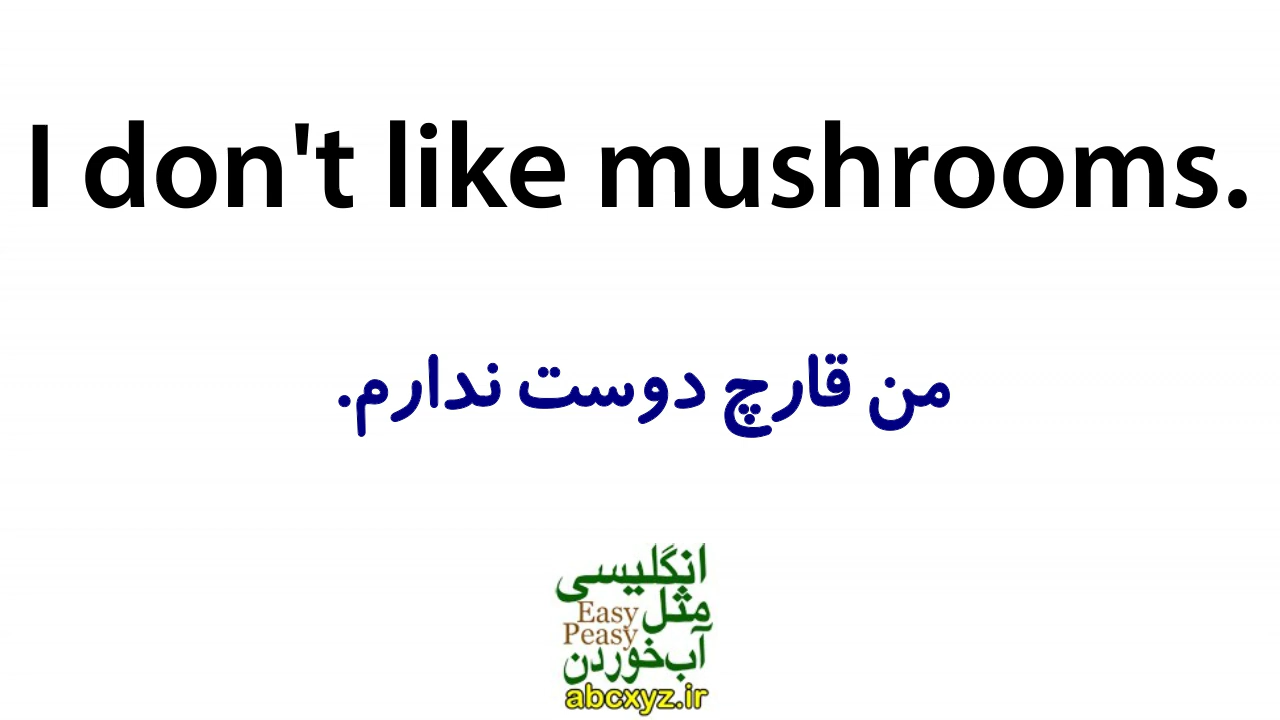 I don't like mushrooms.
من قارچ دوست ندارم.
انگلیسی
مثل Easy
Peasy
آب‌خوردن
abcxyz.ir